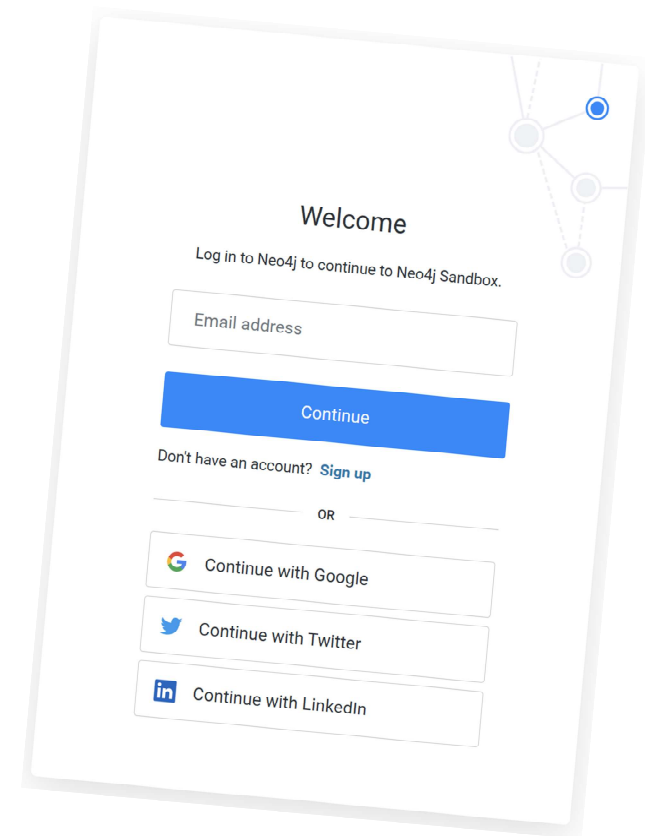 Welcome
Log in to Neo4j to continue to Neo4j Sandbox.
Email address
Continue
Don't have an account? Sign up
OR
Continue with Google
Continue with Twitter
in Continue with LinkedIn